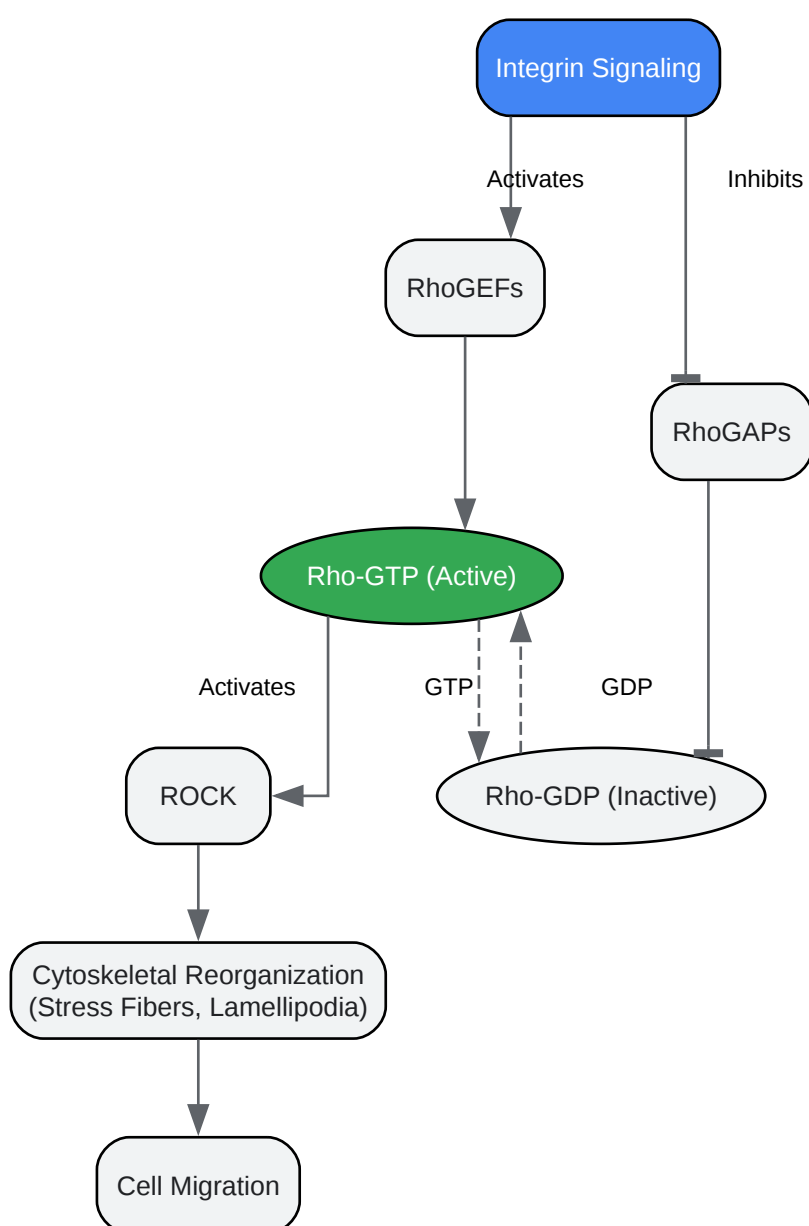 Integrin Signaling
Activates
Inhibits
RhoGEFs
RhoGAPs
Rho-GTP (Active)
Activates
GTP
GDP
ROCK
Rho-GDP (Inactive)
Cytoskeletal Reorganization
(Stress Fibers, Lamellipodia)
Cell Migration